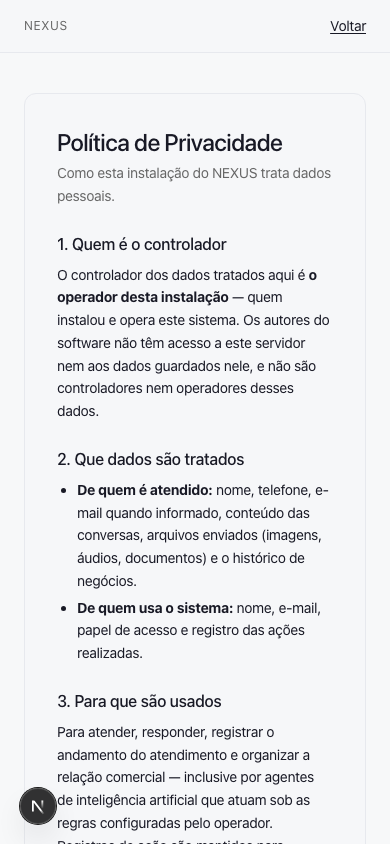 NEXUS
Voltar
Política de Privacidade
Como esta instalação do NEXUS trata dados
pessoais.
1. Quem é o controlador
O controlador dos dados tratados aqui é o
operador desta instalação — quem
instalou e opera este sistema. Os autores do
software não têm acesso a este servidor
nem aos dados guardados nele, e não são
controladores nem operadores desses
dados.
2. Que dados são tratados
• De quem é atendido: nome, telefone, e-
mail quando informado, conteúdo das
conversas, arquivos enviados (imagens,
áudios, documentos) e o histórico de
negócios.
• De quem usa o sistema: nome, e-mail,
papel de acesso e registro das ações
realizadas.
3. Para que são usados
Para atender, responder, registrar o
andamento do atendimento e organizar a
relação comercial — inclusive por agentes
de inteligência artificial que atuam sob as
regras configuradas pelo operador.
Registros de ação são mantidos para
N